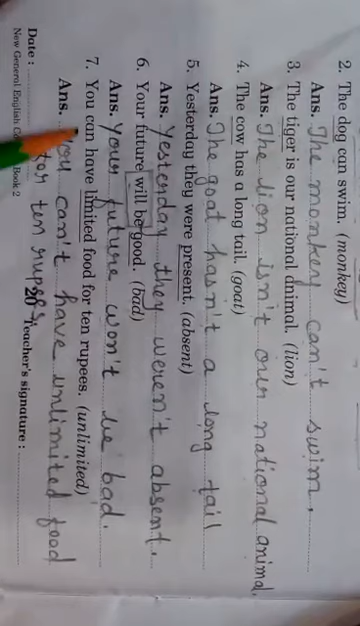 2. The dog can swim. (monkey)
Ans. The monkey can't swim.
3. The tiger is our national animal. (lion)
Ans. The lion isn't our national animal.
4. The cow has a long tail. (goat)
Ans. The goat hasn't a long tail
5. Yesterday they were present. (absent)
Ans. Yesterday they weren't absent.
6. Your future will be good. (bad)
Ans. Your future won't be bad.
7. You can have limited food for ten rupees. (unlimited)
Ans. You can't have unlimited food
for ten rupees.
Date :
20
Teacher's signature :
New General English Book 2